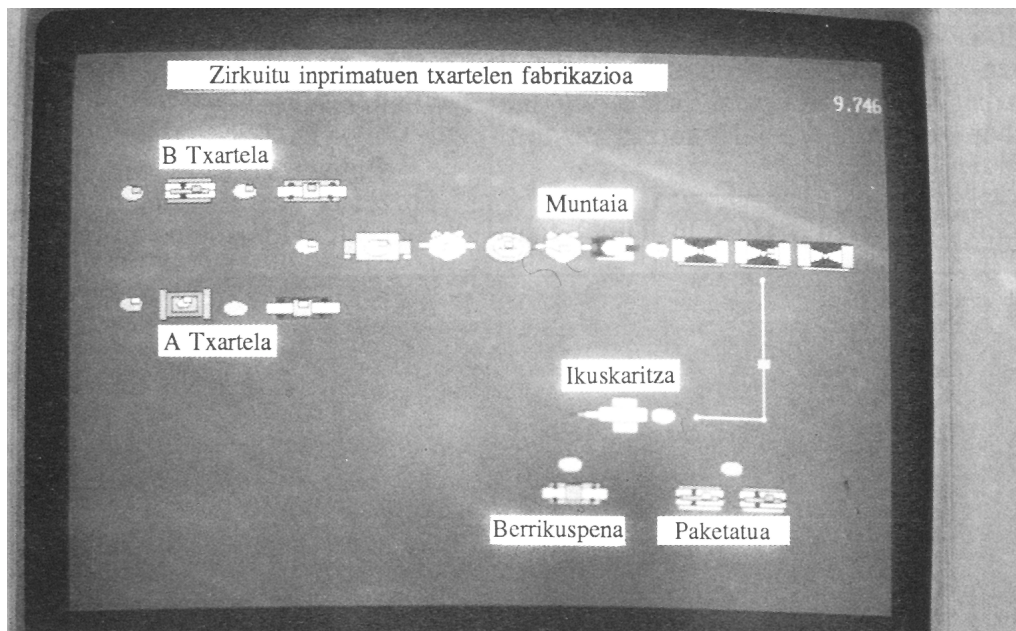 Zirkuitu inprimatuen txartelen fabrikazioa
9.746
B Txartela
Muntaia
A Txartela
Ikuskaritza
Berrikuspena
Paketatua